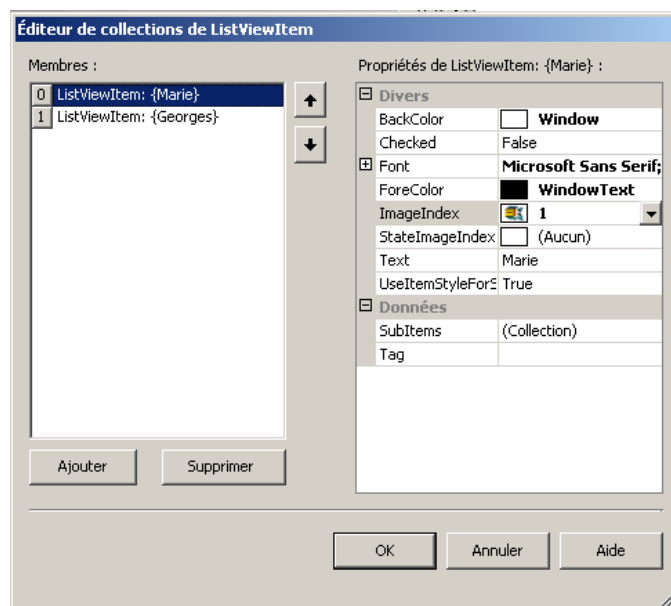 Éditeur de collections de ListViewItem
Membres :
0 ListViewItem: {Marie}
1 ListViewItem: {Georges}
Ajouter
Supprimer
Propriétés de ListViewItem: {Marie} :
Divers
BackColor Window
Checked False
Font Microsoft Sans Serif;
ForeColor WindowText
ImageIndex 1
StateImageIndex (Aucun)
Text Marie
UseItemStyleForS True
Données
SubItems (Collection)
Tag
OK
Annuler
Aide